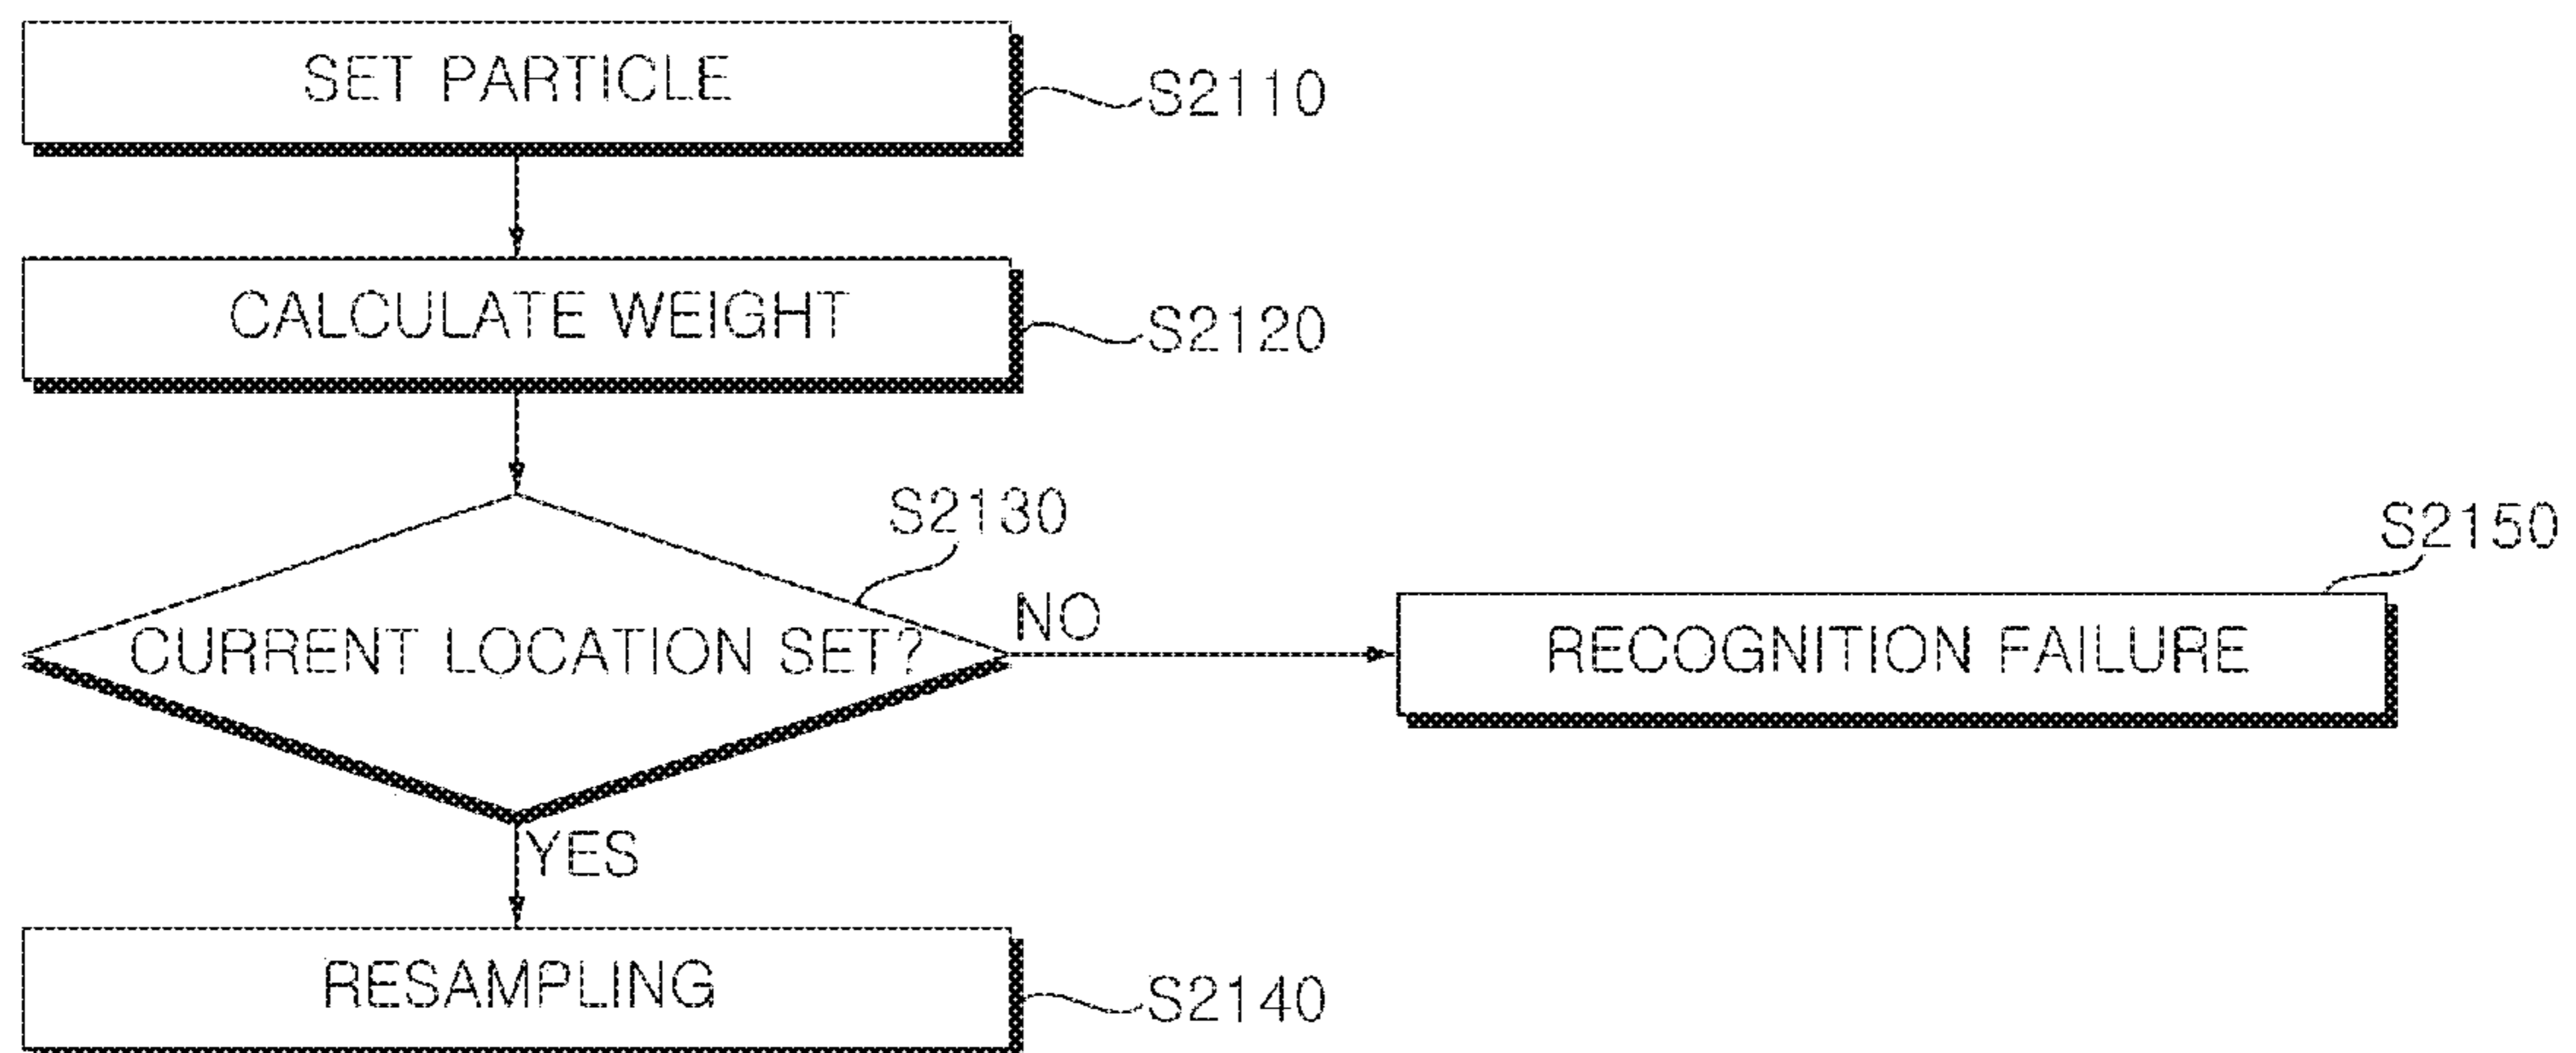 SET PARTICLE
S2110
CALCULATE WEIGHT
S2120
S2130
CURRENT LOCATION SET?
NO
S2150
RECOGNITION FAILURE
YES
RESAMPLING
S2140